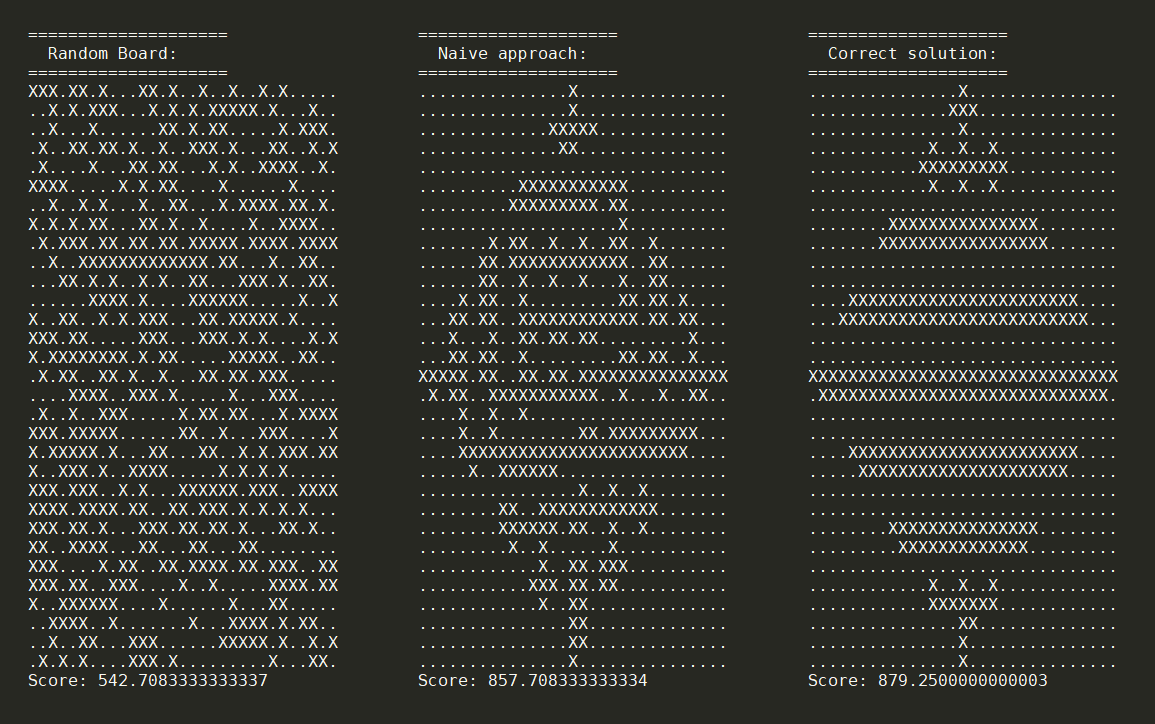 ====================
Random Board:
====================
XXX.XX.X...XX.X..X..X..X.X.....
..X.X.XXX...X.X.X.XXXXX.X...X..
..X...X......XX.X.XX.....X.XXX.
.X..XX.XX.X..X..XXX.X...XX..X.X
.X....X...XX.XX...X.X..XXXX..X.
XXXX.....X.X.XX....X......X....
..X..X.X...X..XX...X.XXXX.XX.X.
X.X.X.XX...XX.X..X....X..XXXX..
.X.XXX.XX.XX.XX.XXXXX.XXXX.XXXX
..X..XXXXXXXXXXXXX.XX...X..XX..
...XX.X.X..X.X..XX...XXX.X..XX.
......XXXX.X....XXXXXX.....X..X
X..XX..X.X.XXX...XX.XXXXX.X....
XXX.XX.....XXX...XXX.X.X....X.X
X.XXXXXXXX.X.XX.....XXXXX..XX..
.X.XX..XX.X..X...XX.XX.XXX.....
....XXXX..XXX.X.....X...XXX....
.X..X..XXX.....X.XX.XX...X.XXXX
XXX.XXXXX......XX..X...XXX....X
X.XXXXX.X...XX...XX..X.X.XXX.XX
X..XXX.X..XXXX.....X.X.X.X.....
XXX.XXX..X.X...XXXXXX.XXX..XXXX
XXXX.XXXX.XX..XX.XXX.X.X.X.X...
XXX.XX.X...XXX.XX.XX.X...XX.X..
XX..XXXX...XX...XX...XX........
XXX....X.XX..XX.XXXX.XX.XXX..XX
XXX.XX..XXX....X..X.....XXXX.XX
X..XXXXXX....X......X...XX.....
..XXXX..X.......X...XXXX.X.XX..
..X..XX...XXX......XXXXX.X..X.X
.X.X.X....XXX.X.........X...XX.
Score: 542.7083333333337
====================
Naive approach:
====================
...............X...............
...............X...............
.............XXXXX.............
..............XX...............
...............................
..........XXXXXXXXXXX..........
.........XXXXXXXXX.XX..........
....................X..........
.......X.XX..X..X..XX..X.......
......XX.XXXXXXXXXXXX..XX......
......XX..X..X..X...X..XX......
....X.XX..X.........XX.XX.X....
...XX.XX..XXXXXXXXXXXX.XX.XX...
...X...X..XX.XX.XX.........X...
...XX.XX..X.........XX.XX..X...
XXXXX.XX..XX.XX.XXXXXXXXXXXXXXX
.X.XX..XXXXXXXXXXX..X...X..XX..
....X..X..X....................
....X..X........XX.XXXXXXXXX...
....XXXXXXXXXXXXXXXXXXXXXXX....
.....X..XXXXXX.................
................X..X..X........
........XX..XXXXXXXXXXXX.......
........XXXXXX.XX..X..X........
.........X..X......X...........
............X..XX.XXX..........
...........XXX.XX.XX...........
............X..XX..............
...............XX..............
...............XX..............
...............X...............
Score: 857.708333333334
====================
Correct solution:
====================
...............X...............
..............XXX..............
...............X...............
............X..X..X............
...........XXXXXXXXX...........
............X..X..X............
...............................
........XXXXXXXXXXXXXXX........
.......XXXXXXXXXXXXXXXXX.......
...............................
...............................
....XXXXXXXXXXXXXXXXXXXXXXX....
...XXXXXXXXXXXXXXXXXXXXXXXXX...
...............................
...............................
XXXXXXXXXXXXXXXXXXXXXXXXXXXXXXX
.XXXXXXXXXXXXXXXXXXXXXXXXXXXXX.
...............................
...............................
....XXXXXXXXXXXXXXXXXXXXXXX....
.....XXXXXXXXXXXXXXXXXXXXX.....
...............................
...............................
........XXXXXXXXXXXXXXX........
.........XXXXXXXXXXXXX.........
...............................
............X..X..X............
............XXXXXXX............
...............XX..............
...............X...............
...............X...............
Score: 879.2500000000003